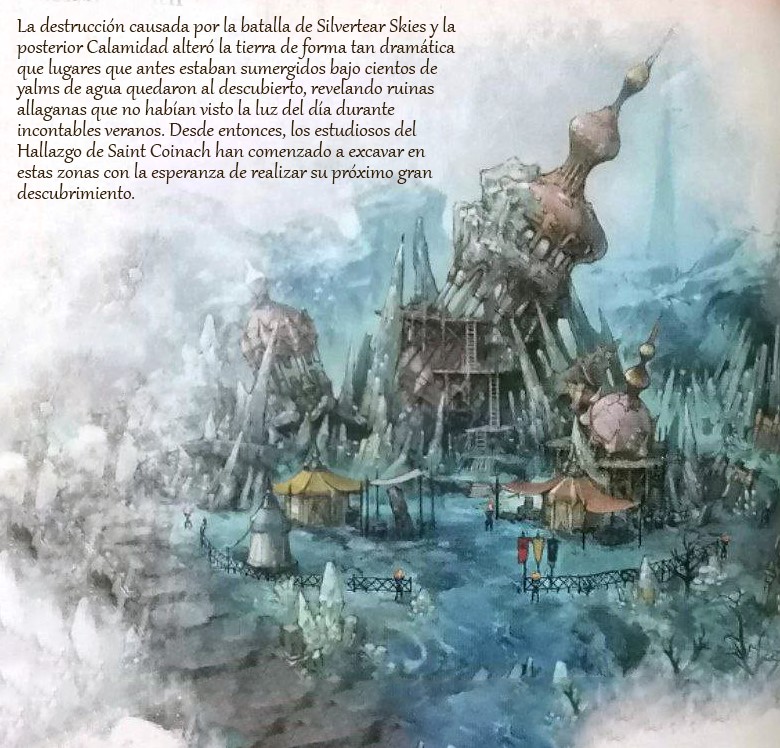 La destrucción causada por la batalla de Silvertear Skies y la
posterior Calamidad alteró la tierra de forma tan dramática
que lugares que antes estaban sumergidos bajo cientos de
yalms de agua quedaron al descubierto, revelando ruinas
allaganas que no habían visto la luz del día durante
incontables veranos. Desde entonces, los estudiosos del
Hallazgo de Saint Coinach han comenzado a excavar en
estas zonas con la esperanza de realizar su próximo gran
descubrimiento.